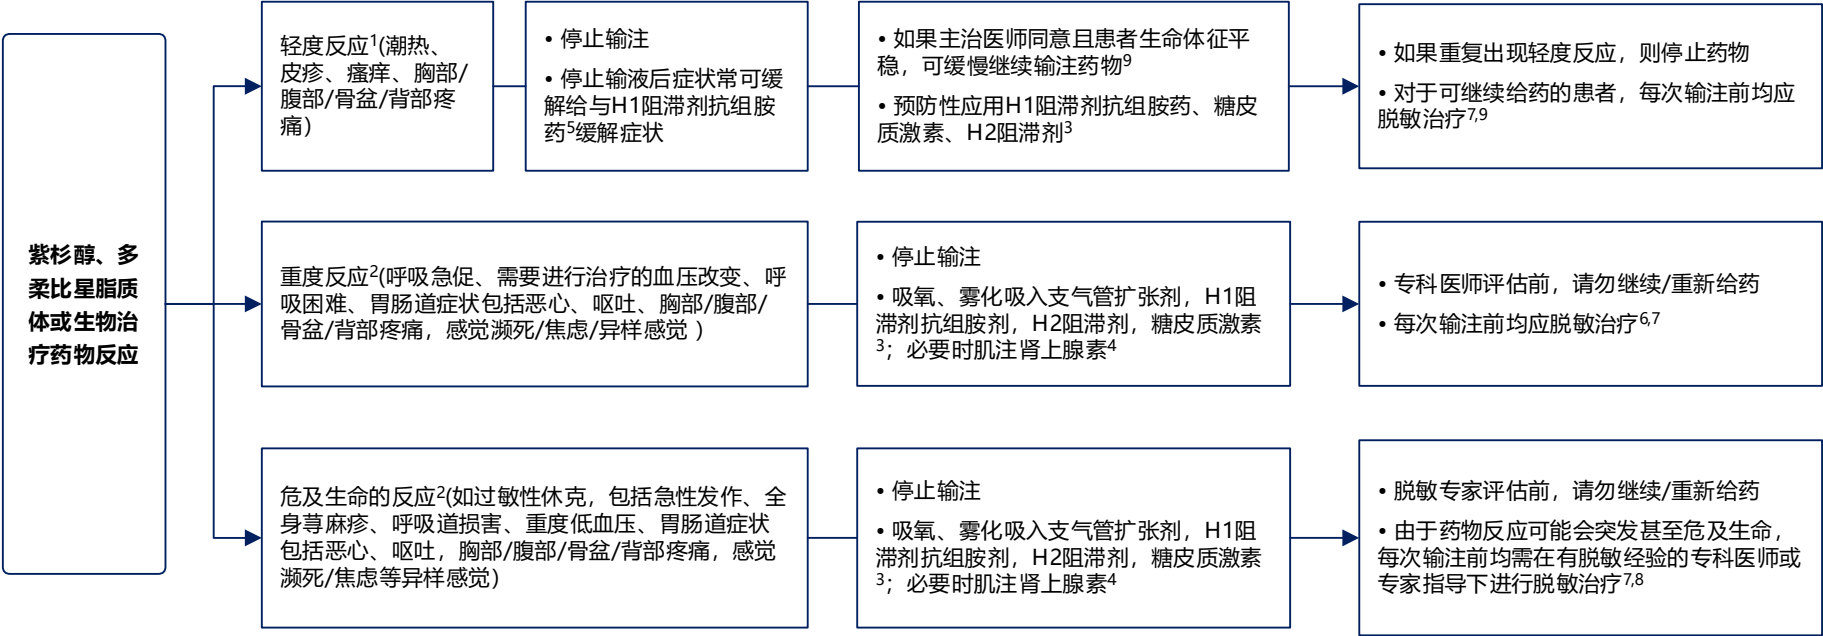 紫杉醇、多
柔比星脂质
体或生物治
疗药物反应
轻度反应1(潮热、
皮疹、瘙痒、胸部/
腹部/骨盆/背部疼
痛)
• 停止输注
• 停止输液后症状常可缓
解给与H1阻滞剂抗组胺
药5缓解症状
• 如果主治医师同意且患者生命体征平
稳，可缓慢继续输注药物9
• 预防性应用H1阻滞剂抗组胺药、糖皮
质激素、H2阻滞剂3
• 如果重复出现轻度反应，则停止药物
• 对于可继续给药的患者，每次输注前均应
脱敏治疗7,9
重度反应2(呼吸急促、需要进行治疗的血压改变、呼
吸困难、胃肠道症状包括恶心、呕吐、胸部/腹部/
骨盆/背部疼痛，感觉濒死/焦虑/异样感觉 )
• 停止输注
• 吸氧、雾化吸入支气管扩张剂，H1阻
滞剂抗组胺剂，H2阻滞剂，糖皮质激素
3；必要时肌注肾上腺素4
• 专科医师评估前，请勿继续/重新给药
• 每次输注前均应脱敏治疗6,7
危及生命的反应2(如过敏性休克，包括急性发作、全
身荨麻疹、呼吸道损害、重度低血压、胃肠道症状
包括恶心、呕吐，胸部/腹部/骨盆/背部疼痛，感觉
濒死/焦虑等异样感觉)
• 停止输注
• 吸氧、雾化吸入支气管扩张剂，H1阻
滞剂抗组胺剂，H2阻滞剂，糖皮质激素
3；必要时肌注肾上腺素4
• 脱敏专家评估前，请勿继续/重新给药
• 由于药物反应可能会突发甚至危及生命，
每次输注前均需在有脱敏经验的专科医师或
专家指导下进行脱敏治疗7,8